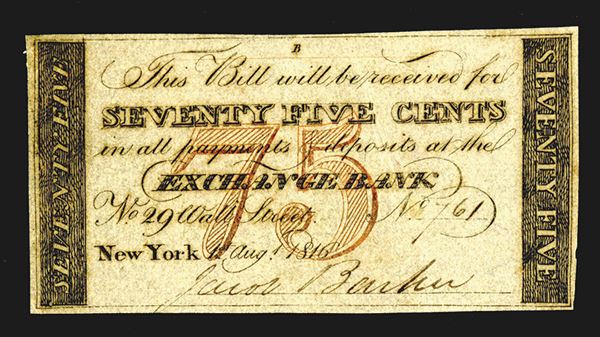 B
This Bill will be received for
SEVENTY FIVE CENTS
in all payments & deposits at the
EXCHANGE BANK
No. 29 Wall Street. No. 761
New York 1st Augt. 1816
Jacob Barker
75
SEVENTY FIVE
SEVENTY FIVE